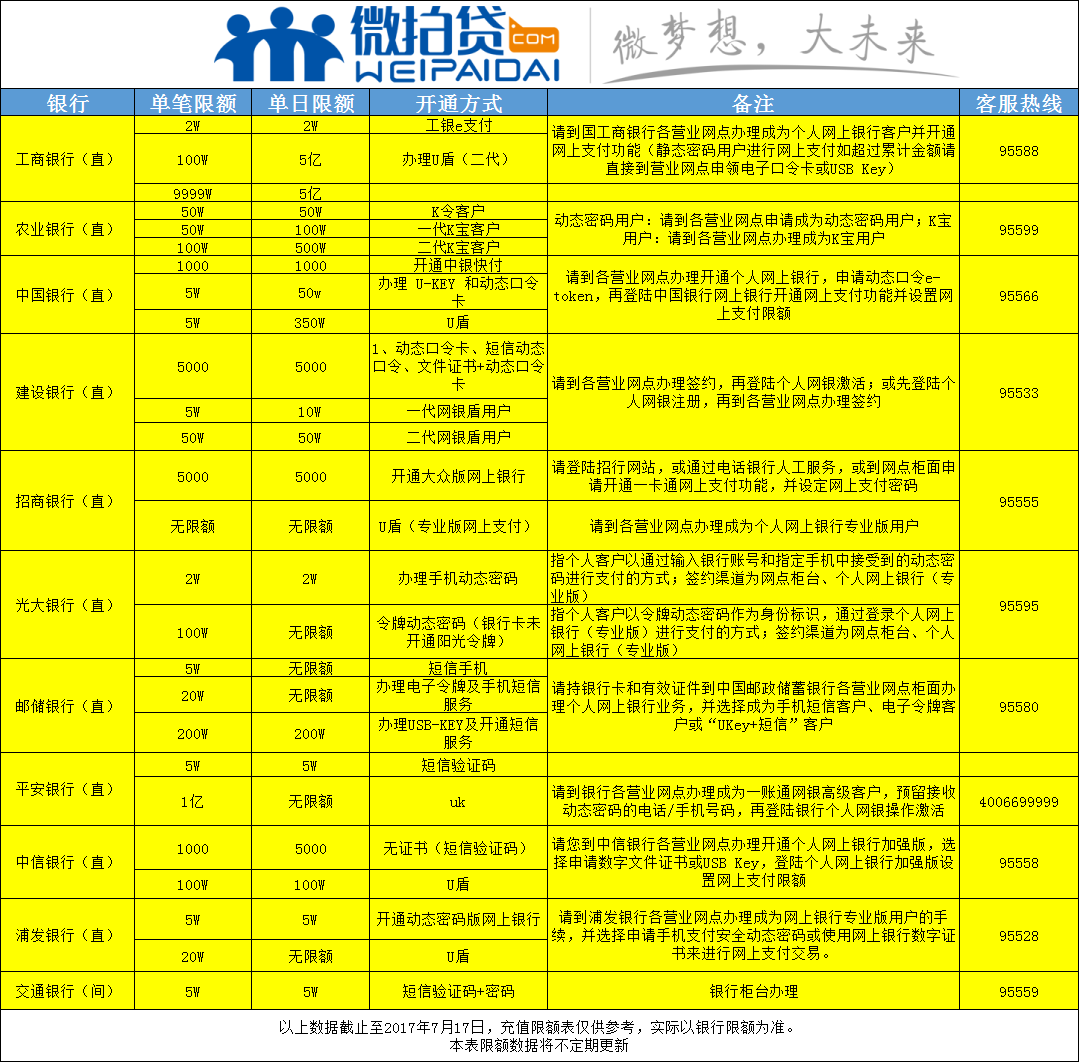 微拍贷.COM
WEIPAIDAI
微梦想，大未来
银行 单笔限额 单日限额 开通方式 备注 客服热线
工商银行（直）
2W 2W 工银e支付
100W 5亿 办理U盾（二代）
9999W 5亿
请到国工商银行各营业网点办理成为个人网上银行客户并开通
网上支付功能（静态密码用户进行网上支付如超过累计金额请
直接到营业网点申领电子口令卡或USB Key）
95588
农业银行（直）
50W 50W K令客户
50W 100W 一代K宝客户
100W 500W 二代K宝客户
动态密码用户：请到各营业网点申请成为动态密码用户；K宝
用户：请到各营业网点办理成为K宝用户
95599
中国银行（直）
1000 1000 开通中银快付
5W 50w 办理 U-KEY 和动态口令
卡
5W 350W U盾
请到各营业网点办理开通个人网上银行，申请动态口令e-
token，再登陆中国银行网上银行开通网上支付功能并设置网
上支付限额
95566
建设银行（直）
5000 5000 1、动态口令卡、短信动态
口令、文件证书+动态口令
卡
5W 10W 一代网银盾用户
50W 50W 二代网银盾用户
请到各营业网点办理签约，再登陆个人网银激活；或先登陆个
人网银注册，再到各营业网点办理签约
95533
招商银行（直）
5000 5000 开通大众版网上银行
请登陆招行网站，或通过电话银行人工服务，或到网点柜面申
请开通一卡通网上支付功能，并设定网上支付密码
无限额 无限额 U盾（专业版网上支付） 请到各营业网点办理成为个人网上银行专业版用户
95555
光大银行（直）
2W 2W 办理手机动态密码
指个人客户以通过输入银行账号和指定手机中接受到的动态密
码进行支付的方式；签约渠道为网点柜台、个人网上银行（专
业版）
100W 无限额 令牌动态密码（银行卡未
开通阳光令牌）
指个人客户以令牌动态密码作为身份标识，通过登录个人网上
银行（专业版）进行支付的方式；签约渠道为网点柜台、个人
网上银行（专业版）
95595
邮储银行（直）
5W 无限额 短信手机
20W 无限额 办理电子令牌及手机短信
服务
200W 200W 办理USB-KEY及开通短信
服务
请持银行卡和有效证件到中国邮政储蓄银行各营业网点柜面办
理个人网上银行业务，并选择成为手机短信客户、电子令牌客
户或“UKey+短信”客户
95580
平安银行（直）
5W 5W 短信验证码
1亿 无限额 uk
请到银行各营业网点办理成为一账通网银高级客户，预留接收
动态密码的电话/手机号码，再登陆银行个人网银操作激活
4006699999
中信银行（直）
1000 5000 无证书（短信验证码）
100W 100W U盾
请您到中信银行各营业网点办理开通个人网上银行加强版，选
择申请数字文件证书或USB Key，登陆个人网上银行加强版设
置网上支付限额
95558
浦发银行（直）
5W 5W 开通动态密码版网上银行
20W 无限额 U盾
请到浦发银行各营业网点办理成为网上银行专业版用户的手
续，并选择申请手机支付安全动态密码或使用网上银行数字证
书来进行网上支付交易。
95528
交通银行（间） 5W 5W 短信验证码+密码 银行柜台办理 95559
以上数据截止至2017年7月17日，充值限额表仅供参考，实际以银行限额为准。
本表限额数据将不定期更新